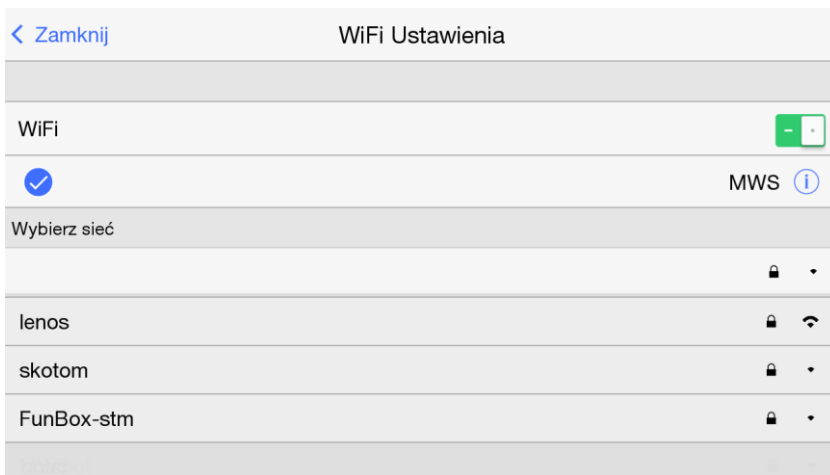 Zamknij WiFi Ustawienia
WiFi
MWS
Wybierz sieć
lenos
skotom
FunBox-stm